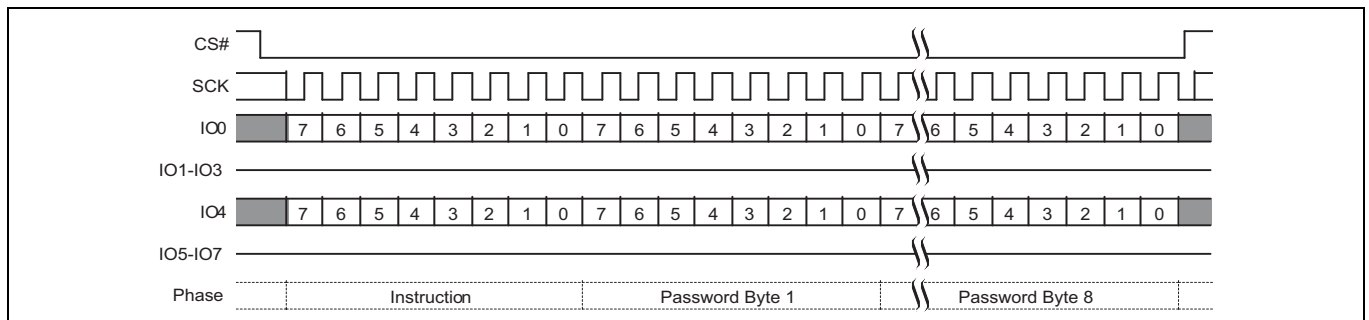 CS#
SCK
IO0 7 6 5 4 3 2 1 0 7 6 5 4 3 2 1 0 7 6 5 4 3 2 1 0
IO1-IO3
IO4 7 6 5 4 3 2 1 0 7 6 5 4 3 2 1 0 7 6 5 4 3 2 1 0
IO5-IO7
Phase Instruction Password Byte 1 Password Byte 8